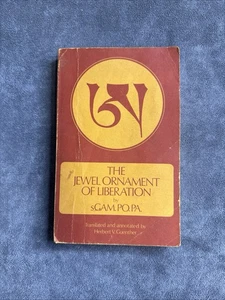 ཨ
THE
JEWEL ORNAMENT
OF LIBERATION
by
sGAM.PO.PA.
Translated and annotated by
Herbert V. Guenther